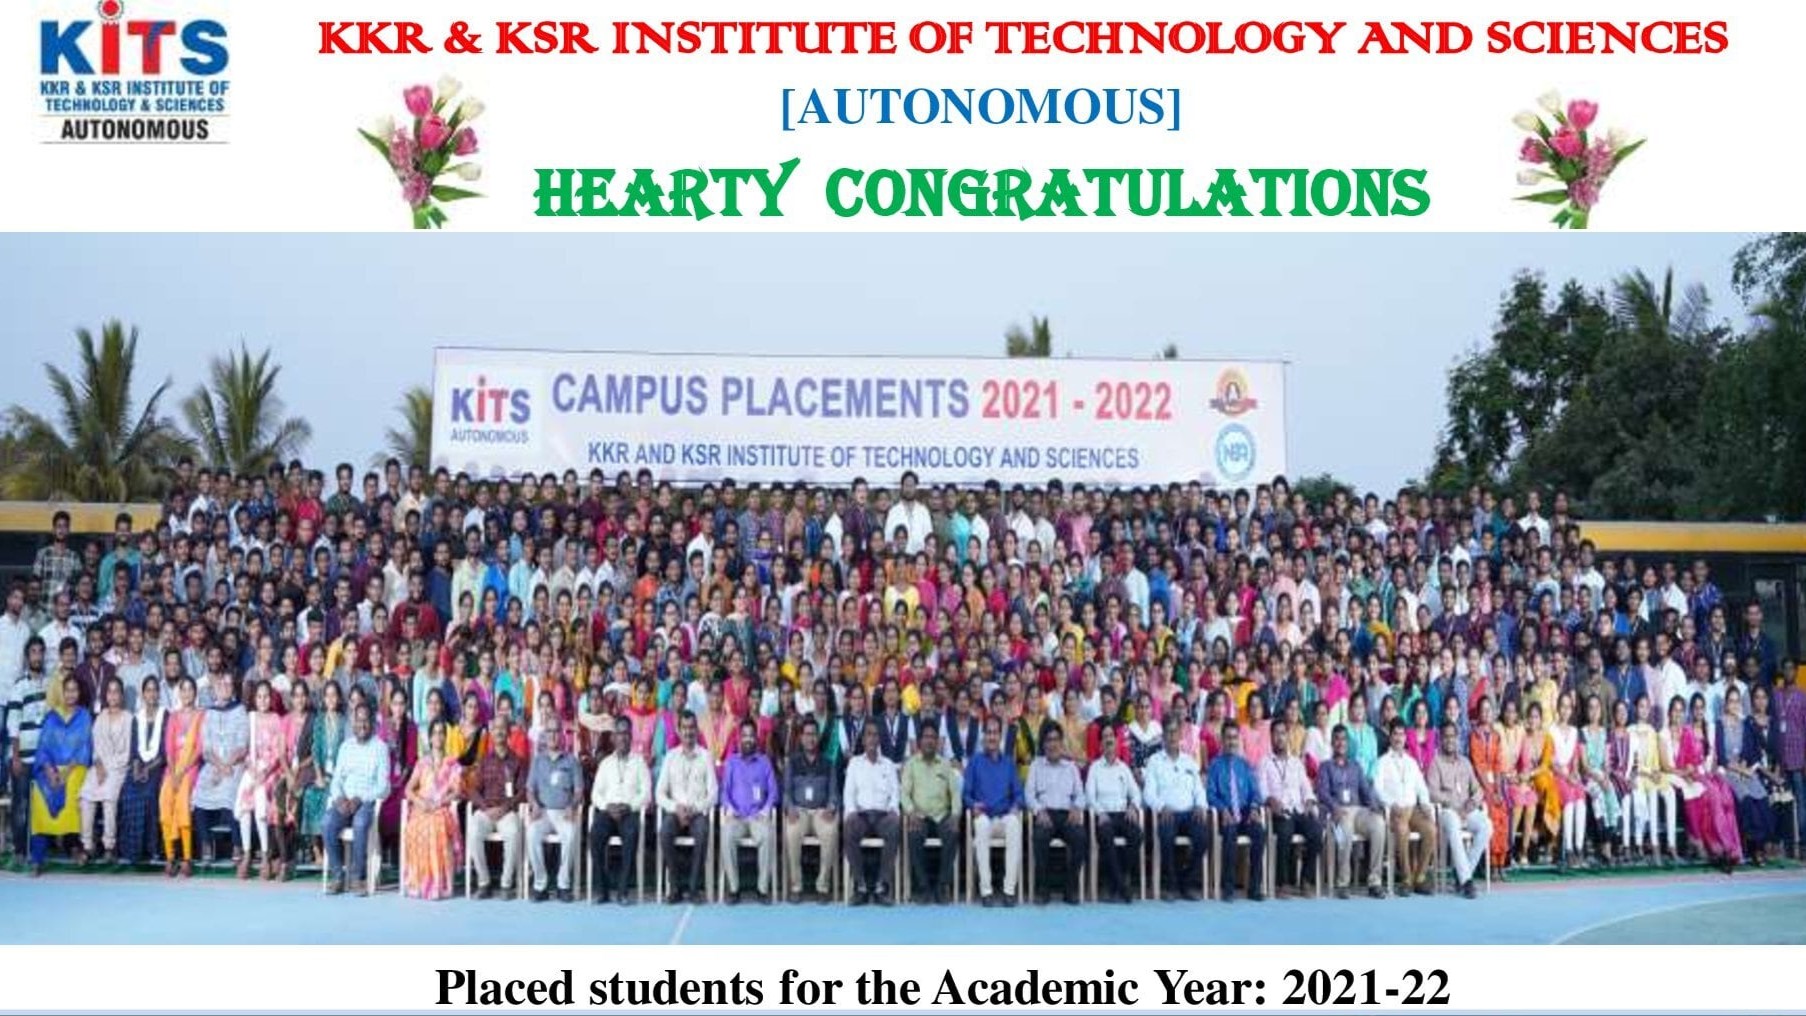 KiTS
KKR & KSR INSTITUTE OF
TECHNOLOGY & SCIENCES
AUTONOMOUS
KKR & KSR INSTITUTE OF TECHNOLOGY AND SCIENCES
[AUTONOMOUS]
HEARTY CONGRATULATIONS
KiTS
AUTONOMOUS
CAMPUS PLACEMENTS 2021 - 2022
KKR AND KSR INSTITUTE OF TECHNOLOGY AND SCIENCES
NBA
Placed students for the Academic Year: 2021-22